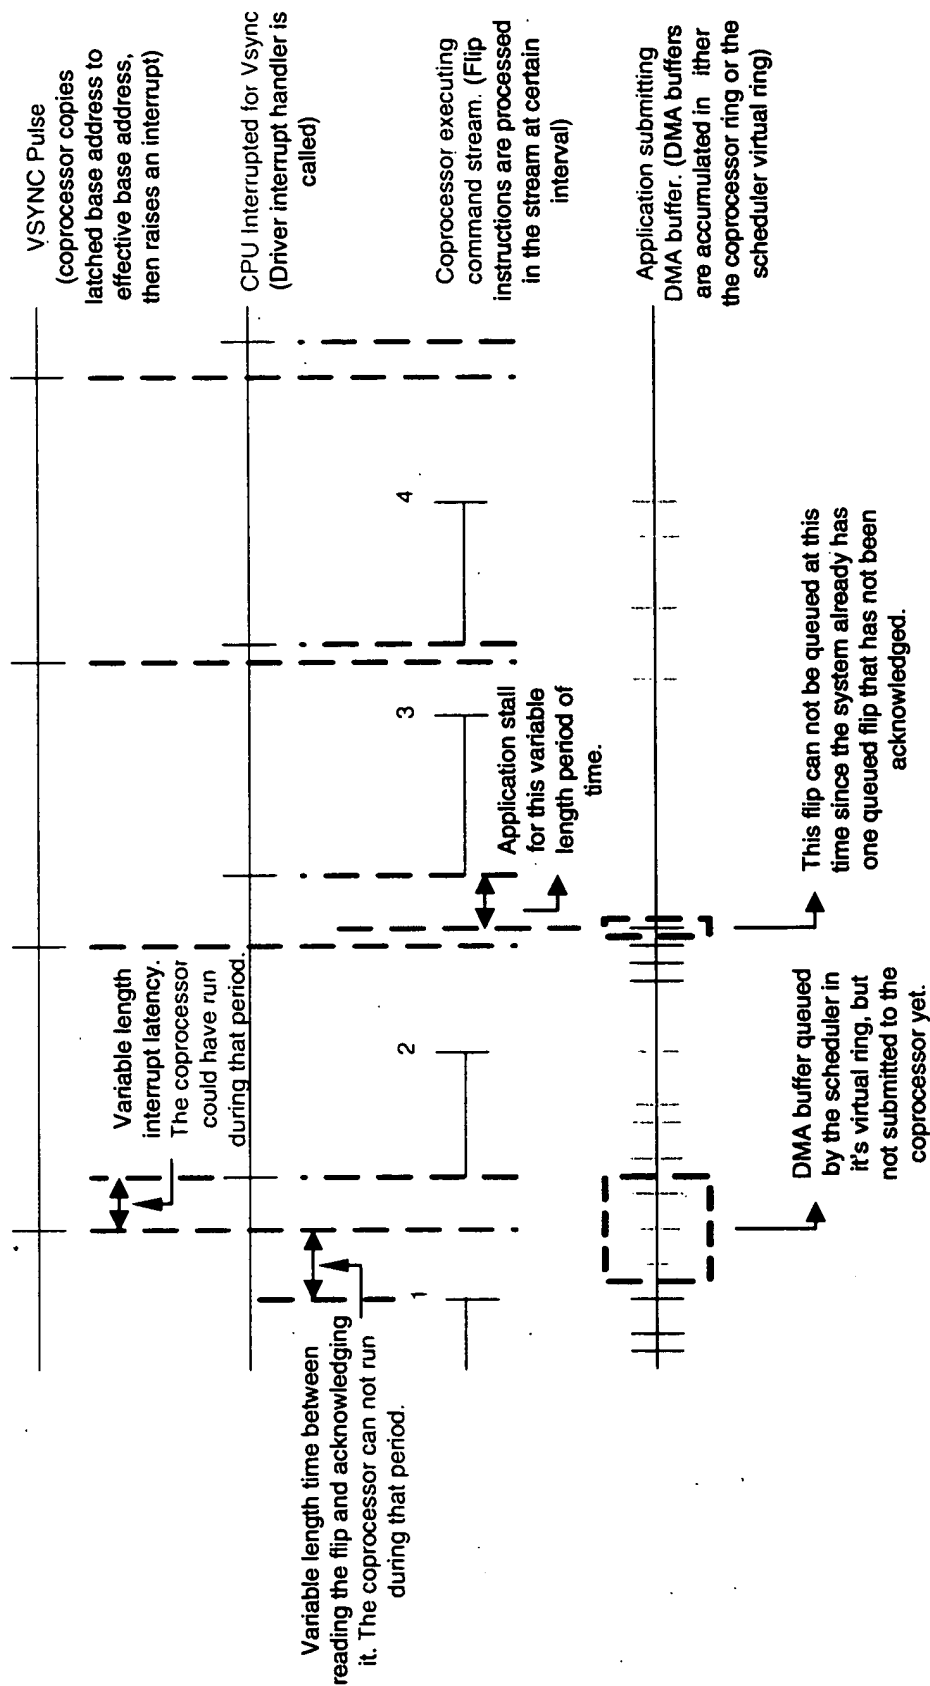 VSYNC Pulse
(coprocessor copies
latched base address to
effective base address,
then raises an interrupt)
CPU Interrupted for Vsync
(Driver interrupt handler is
called)
Coprocessor executing
command stream. (Flip
instructions are processed
in the stream at certain
interval)
Application submitting
DMA buffer. (DMA buffers
are accumulated in ither
the coprocessor ring or the
scheduler virtual ring)
Variable length
interrupt latency.
The coprocessor
could have run
during that period.
Variable length time between
reading the flip and acknowledging
it. The coprocessor can not run
during that period.
1
2
3
4
Application stall
for this variable
length period of
time.
DMA buffer queued
by the scheduler in
it's virtual ring, but
not submitted to the
coprocessor yet.
This flip can not be queued at this
time since the system already has
one queued flip that has not been
acknowledged.